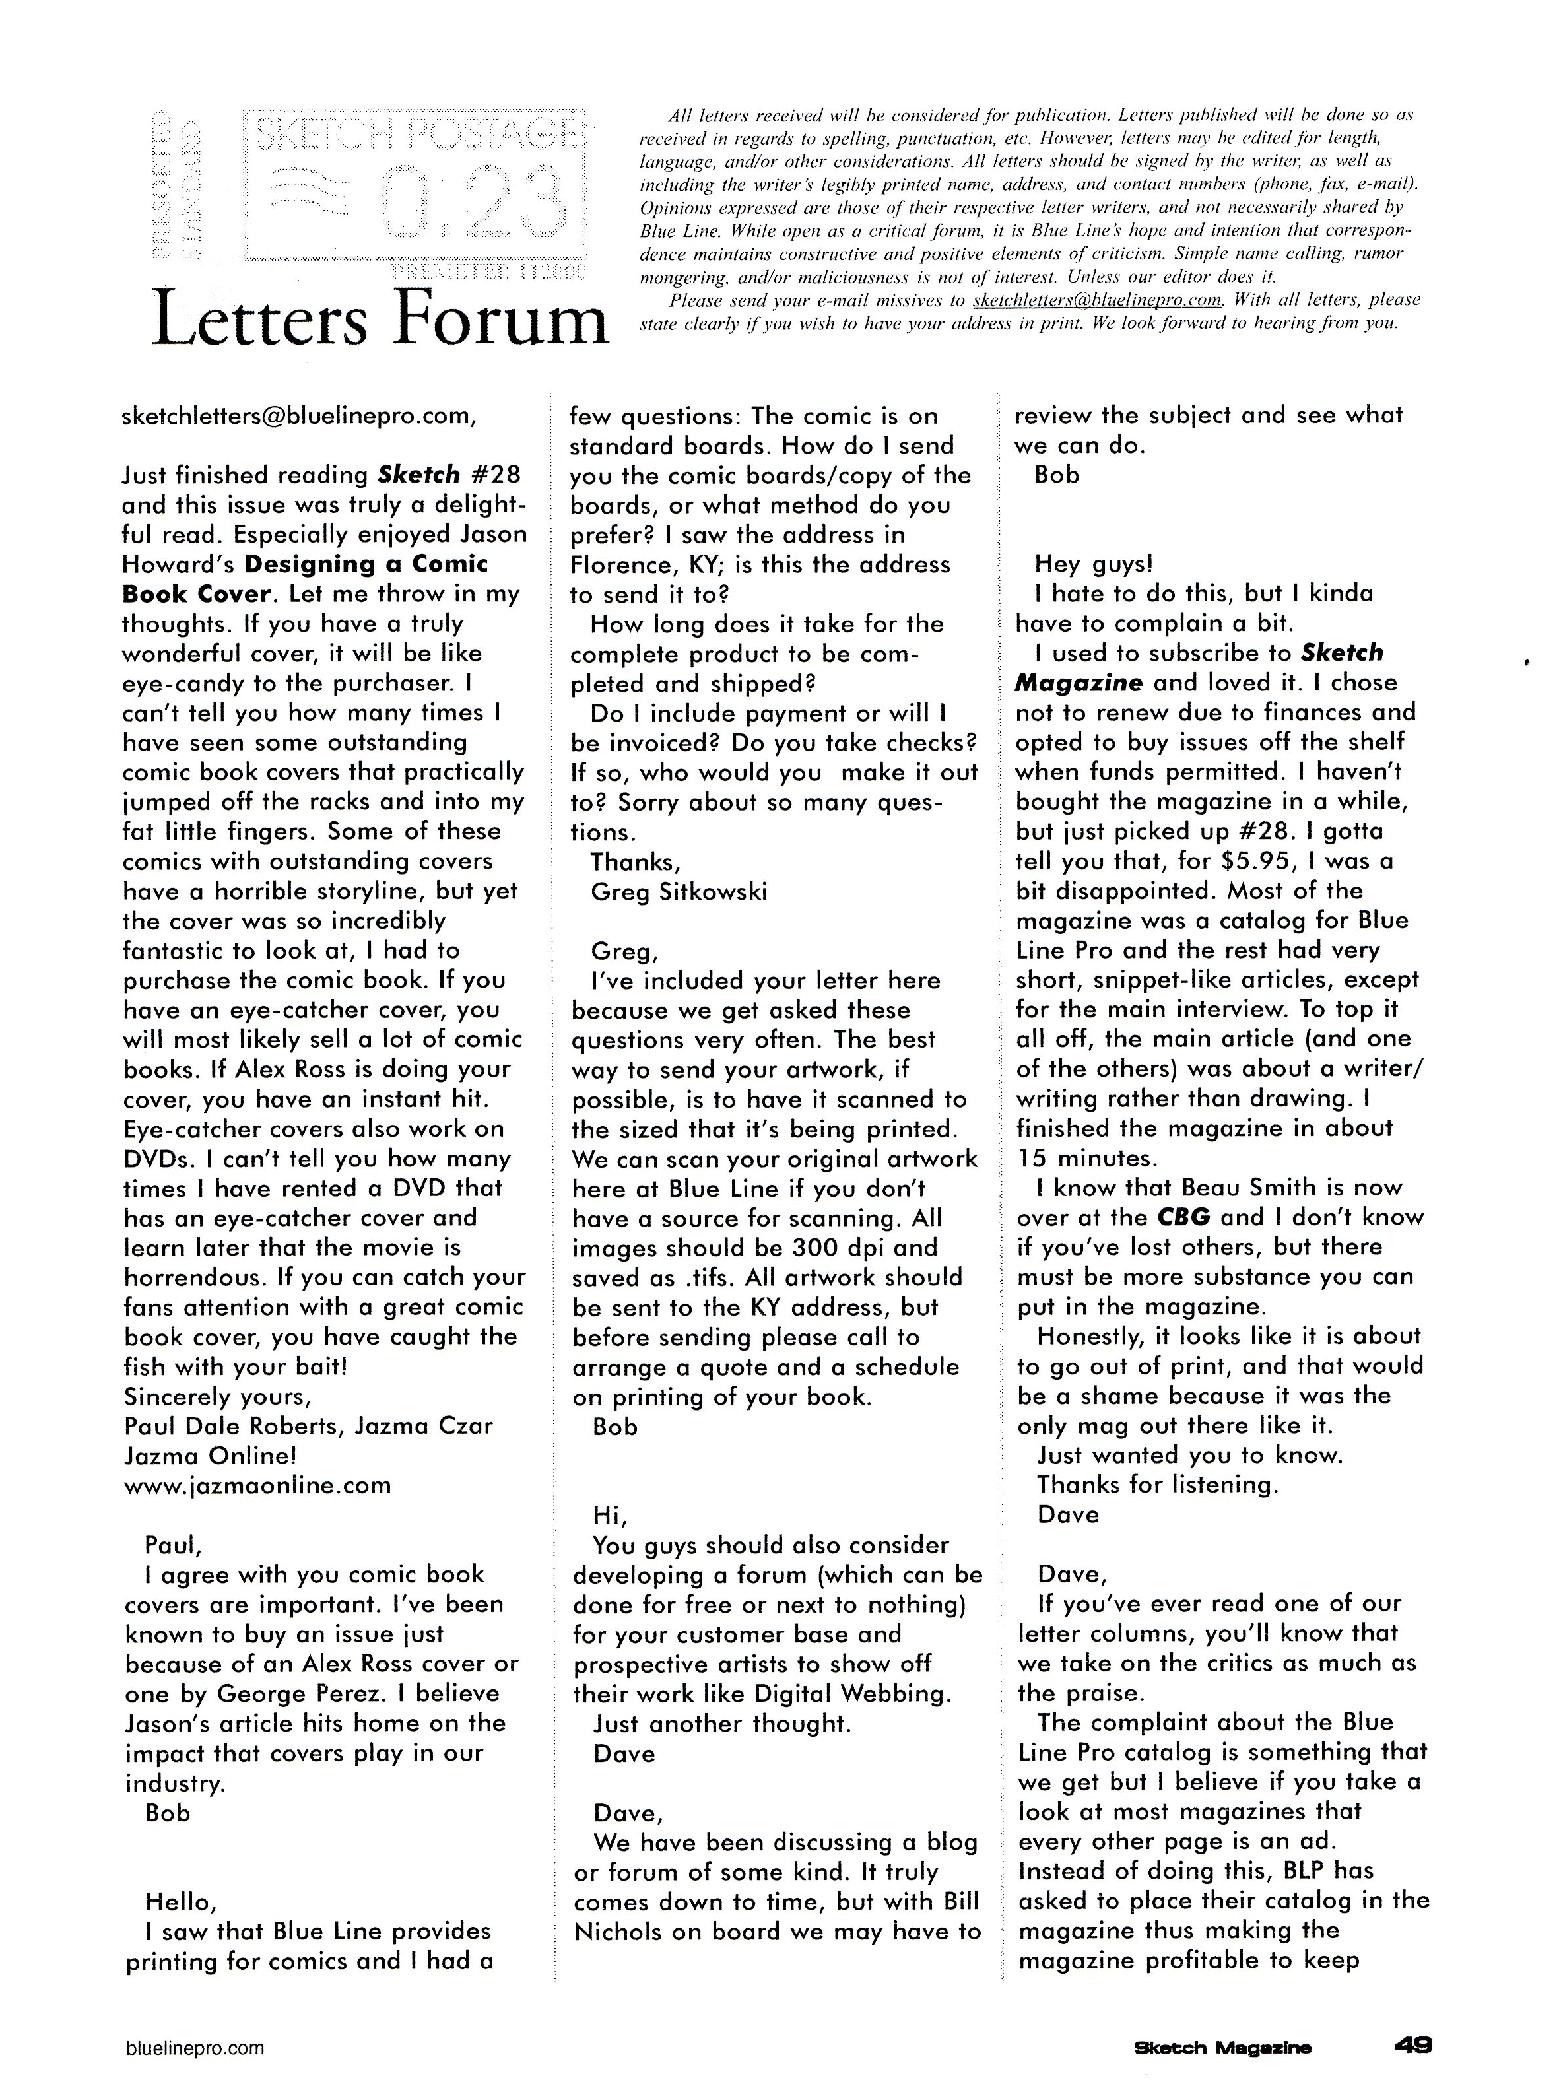 SKETCH POSTAGE
0.23
Letters Forum
All letters received will be considered for publication. Letters published will be done so as
received in regards to spelling, punctuation, etc. However, letters may be edited for length,
language, and/or other considerations. All letters should be signed by the writer, as well as
including the writer's legibly printed name, address, and contact numbers (phone, fax, e-mail).
Opinions expressed are those of their respective letter writers, and not necessarily shared by
Blue Line. While open as a critical forum, it is Blue Line's hope and intention that correspon-
dence maintains constructive and positive elements of criticism. Simple name calling, rumor
mongering, and/or maliciousness is not of interest. Unless our editor does it.
Please send your e-mail missives to sketchletters@bluelinepro.com. With all letters, please
state clearly if you wish to have your address in print. We look forward to hearing from you.
sketchletters@bluelinepro.com,
Just finished reading Sketch #28
and this issue was truly a delight-
ful read. Especially enjoyed Jason
Howard's Designing a Comic
Book Cover. Let me throw in my
thoughts. If you have a truly
wonderful cover, it will be like
eye-candy to the purchaser. I
can't tell you how many times I
have seen some outstanding
comic book covers that practically
jumped off the racks and into my
fat little fingers. Some of these
comics with outstanding covers
have a horrible storyline, but yet
the cover was so incredibly
fantastic to look at, I had to
purchase the comic book. If you
have an eye-catcher cover, you
will most likely sell a lot of comic
books. If Alex Ross is doing your
cover, you have an instant hit.
Eye-catcher covers also work on
DVDs. I can't tell you how many
times I have rented a DVD that
has an eye-catcher cover and
learn later that the movie is
horrendous. If you can catch your
fans attention with a great comic
book cover, you have caught the
fish with your bait!
Sincerely yours,
Paul Dale Roberts, Jazma Czar
Jazma Online!
www.jazmaonline.com
Paul,
I agree with you comic book
covers are important. I've been
known to buy an issue just
because of an Alex Ross cover or
one by George Perez. I believe
Jason's article hits home on the
impact that covers play in our
industry.
Bob
Hello,
I saw that Blue Line provides
printing for comics and I had a
few questions: The comic is on
standard boards. How do I send
you the comic boards/copy of the
boards, or what method do you
prefer? I saw the address in
Florence, KY; is this the address
to send it to?
How long does it take for the
complete product to be com-
pleted and shipped?
Do I include payment or will I
be invoiced? Do you take checks?
If so, who would you make it out
to? Sorry about so many ques-
tions.
Thanks,
Greg Sitkowski
Greg,
I've included your letter here
because we get asked these
questions very often. The best
way to send your artwork, if
possible, is to have it scanned to
the sized that it's being printed.
We can scan your original artwork
here at Blue Line if you don't
have a source for scanning. All
images should be 300 dpi and
saved as .tifs. All artwork should
be sent to the KY address, but
before sending please call to
arrange a quote and a schedule
on printing of your book.
Bob
Hi,
You guys should also consider
developing a forum (which can be
done for free or next to nothing)
for your customer base and
prospective artists to show off
their work like Digital Webbing.
Just another thought.
Dave
Dave,
We have been discussing a blog
or forum of some kind. It truly
comes down to time, but with Bill
Nichols on board we may have to
review the subject and see what
we can do.
Bob
Hey guys!
I hate to do this, but I kinda
have to complain a bit.
I used to subscribe to Sketch
Magazine and loved it. I chose
not to renew due to finances and
opted to buy issues off the shelf
when funds permitted. I haven't
bought the magazine in a while,
but just picked up #28. I gotta
tell you that, for $5.95, I was a
bit disappointed. Most of the
magazine was a catalog for Blue
Line Pro and the rest had very
short, snippet-like articles, except
for the main interview. To top it
all off, the main article (and one
of the others) was about a writer/
writing rather than drawing. I
finished the magazine in about
15 minutes.
I know that Beau Smith is now
over at the CBG and I don't know
if you've lost others, but there
must be more substance you can
put in the magazine.
Honestly, it looks like it is about
to go out of print, and that would
be a shame because it was the
only mag out there like it.
Just wanted you to know.
Thanks for listening.
Dave
Dave,
If you've ever read one of our
letter columns, you'll know that
we take on the critics as much as
the praise.
The complaint about the Blue
Line Pro catalog is something that
we get but I believe if you take a
look at most magazines that
every other page is an ad.
Instead of doing this, BLP has
asked to place their catalog in the
magazine thus making the
magazine profitable to keep
bluelinepro.com
Sketch Magazine 49